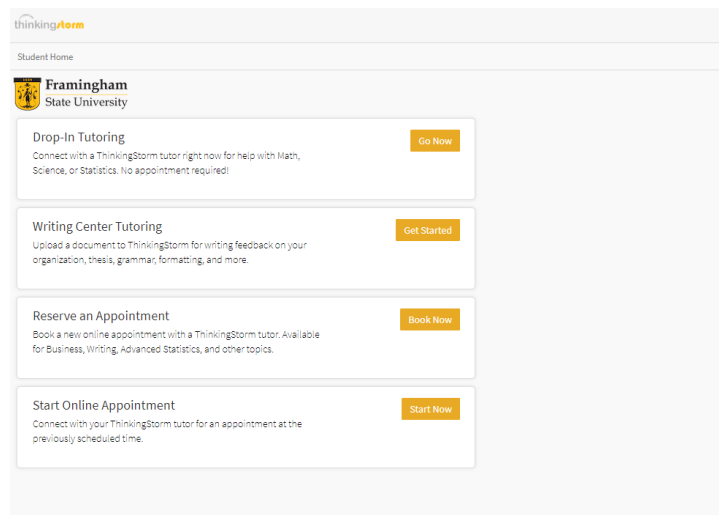 thinkingstorm
Student Home
Framingham
State University
Drop-In Tutoring
Go Now
Connect with a ThinkingStorm tutor right now for help with Math,
Science, or Statistics. No appointment required!
Writing Center Tutoring
Get Started
Upload a document to ThinkingStorm for writing feedback on your
organization, thesis, grammar, formatting, and more.
Reserve an Appointment
Book Now
Book a new online appointment with a ThinkingStorm tutor. Available
for Business, Writing, Advanced Statistics, and other topics.
Start Online Appointment
Start Now
Connect with your ThinkingStorm tutor for an appointment at the
previously scheduled time.